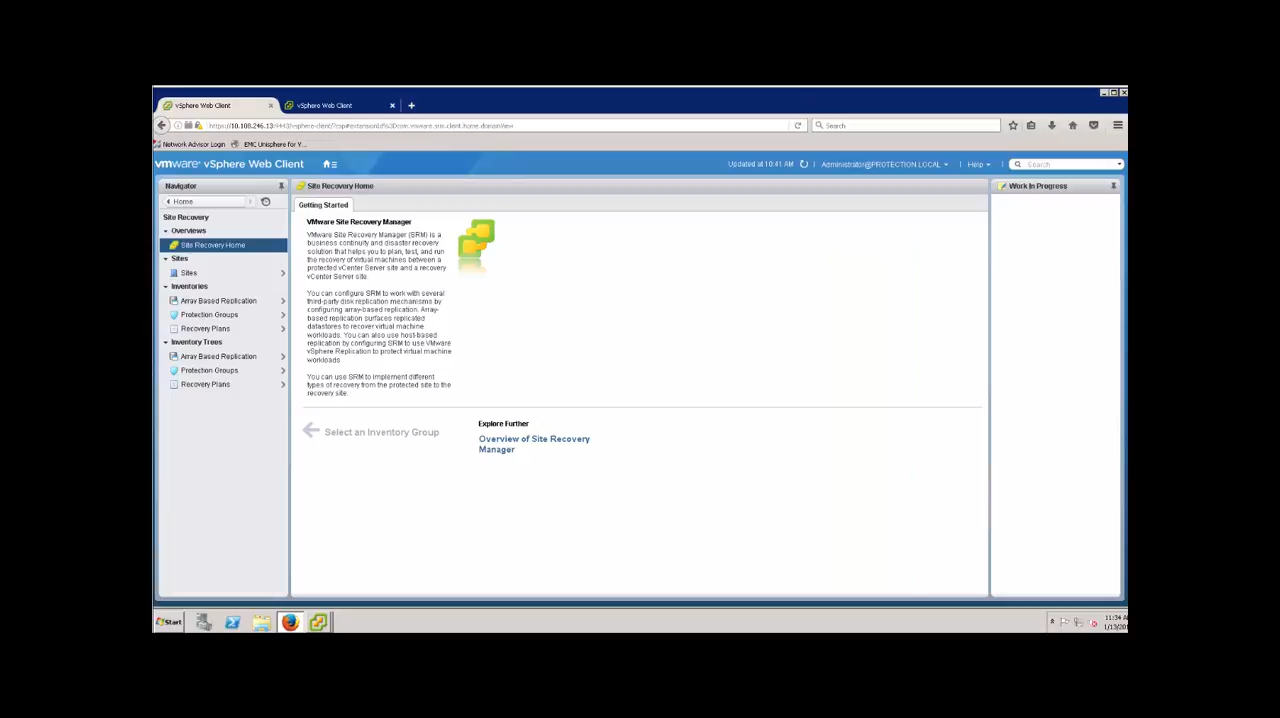 vSphere Web Client
vSphere Web Client
Search
Network Advisor Login
EMC Unisphere for V...
vmware® vSphere Web Client
Updated at 10:41 AM
Administrator@PROTECTION.LOCAL
Help
Search
Navigator
Home
Site Recovery
Overviews
Site Recovery Home
Sites
Sites
Inventories
Array Based Replication
Protection Groups
Recovery Plans
Inventory Trees
Array Based Replication
Protection Groups
Recovery Plans
Site Recovery Home
Getting Started
VMware Site Recovery Manager
VMware Site Recovery Manager (SRM) is a
business continuity and disaster recovery
solution that helps you to plan, test, and run
the recovery of virtual machines between a
protected vCenter Server site and a recovery
vCenter Server site.
You can configure SRM to work with several
third-party disk replication mechanisms by
configuring array-based replication. Array-
based replication surfaces replicated
datastores to recover virtual machine
workloads. You can also use host-based
replication by configuring SRM to use VMware
vSphere Replication to protect virtual machine
workloads
You can use SRM to implement different
types of recovery from the protected site to the
recovery site.
Select an Inventory Group
Explore Further
Overview of Site Recovery
Manager
Work In Progress
Start
11:34